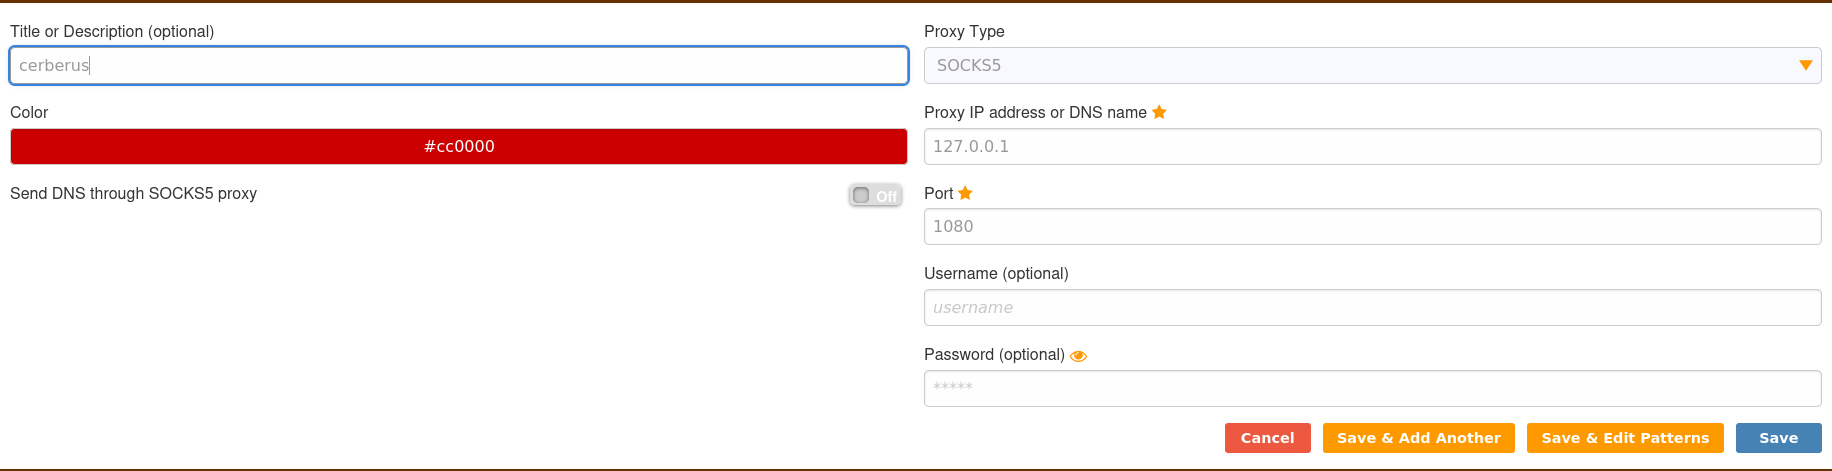 Title or Description (optional)
cerberus
Color
#cc0000
Send DNS through SOCKS5 proxy
Off
Proxy Type
SOCKS5
Proxy IP address or DNS name
127.0.0.1
Port
1080
Username (optional)
username
Password (optional)
*****
Cancel
Save & Add Another
Save & Edit Patterns
Save